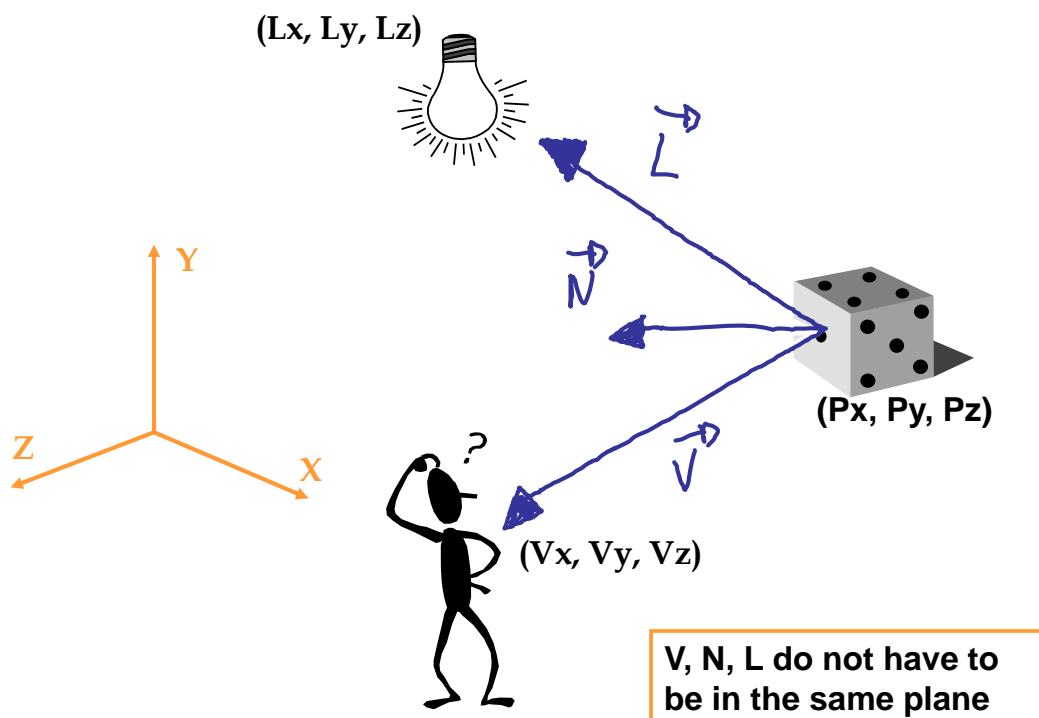 (Lx, Ly, Lz)
L
Y
N
(Px, Py, Pz)
Z
X
?
V
(Vx, Vy, Vz)
V, N, L do not have to
be in the same plane